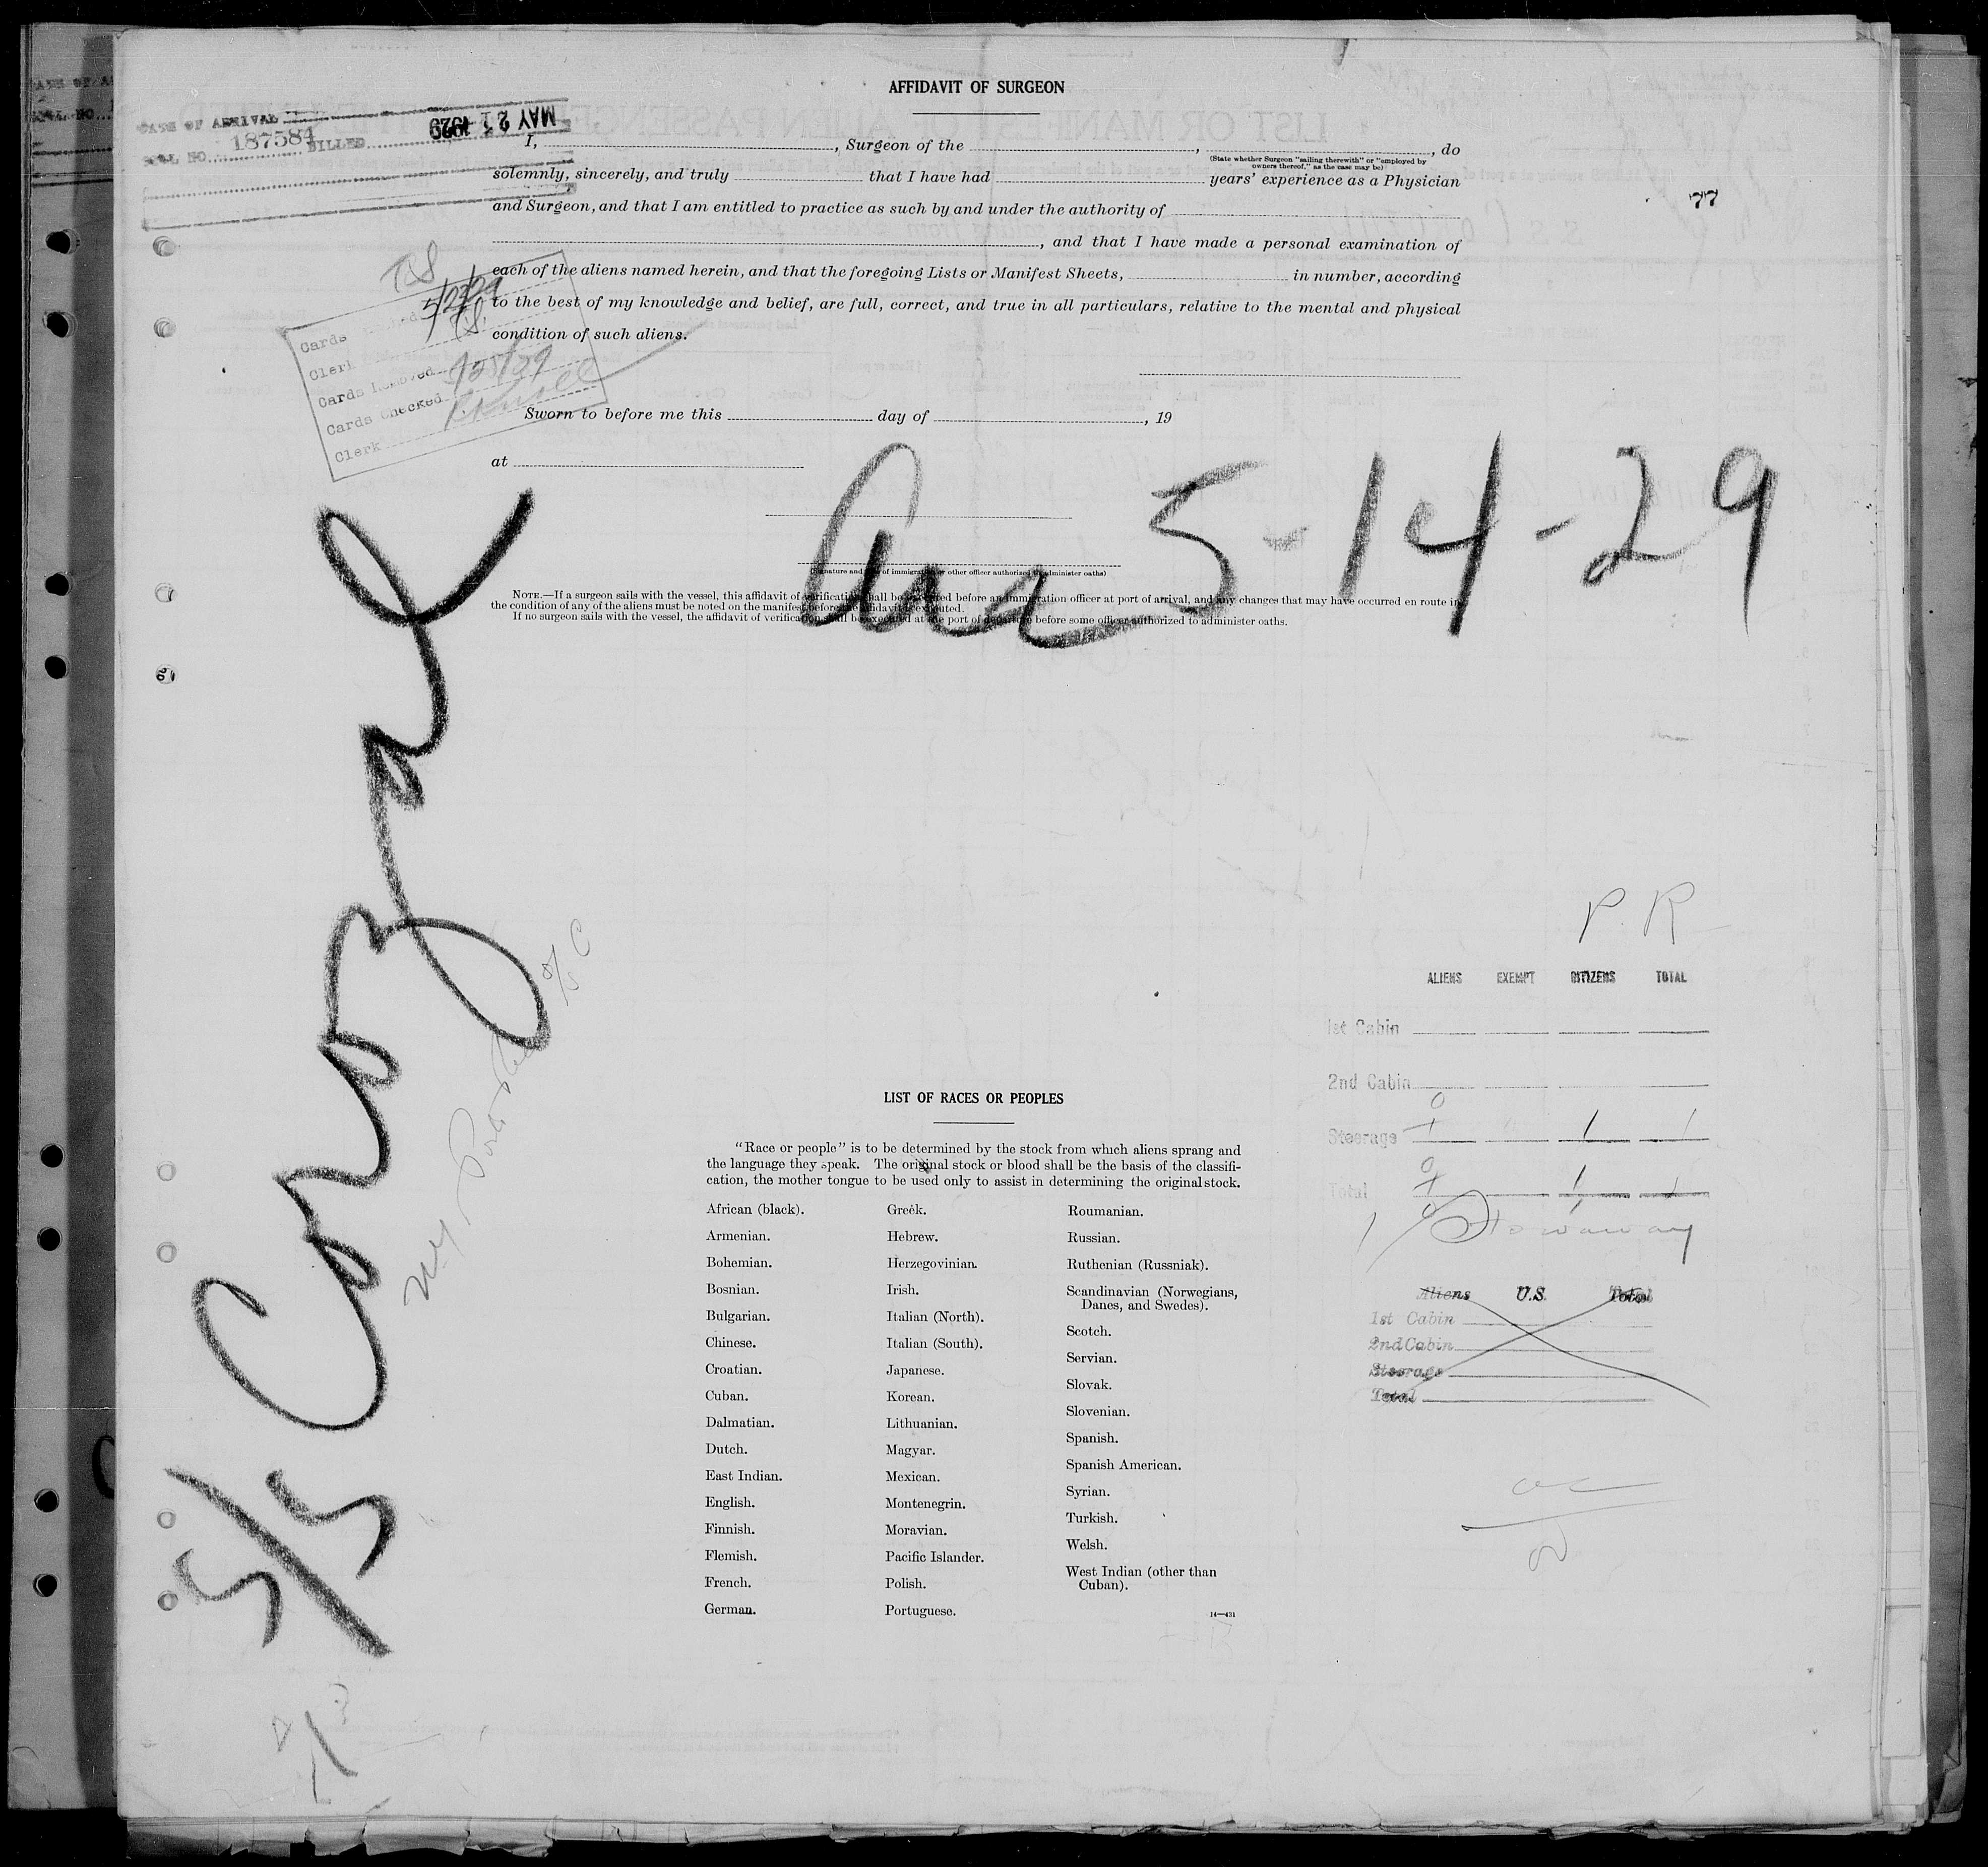 AFFIDAVIT OF SURGEON
DATE OF ARRIVAL
MAY 21 1929
187584 BILLED
I, , Surgeon of the , , do
(State whether Surgeon "sailing therewith" or "employed by
owners thereof," as the case may be)
solemnly, sincerely, and truly that I have had years' experience as a Physician
and Surgeon, and that I am entitled to practice as such by and under the authority of
77
, and that I have made a personal examination of
each of the aliens named herein, and that the foregoing Lists or Manifest Sheets, in number, according
to the best of my knowledge and belief, are full, correct, and true in all particulars, relative to the mental and physical
condition of such aliens.
Cards 5/23/29
Clerk
Cards Removed 5/25/29
Cards Checked
Clerk
Sworn to before me this day of , 19
at
5-14-29
(Signature and of immigration or other officer authorized to administer oaths)
NOTE.—If a surgeon sails with the vessel, this affidavit of verification shall be executed before an immigration officer at port of arrival, and any changes that may have occurred en route in
the condition of any of the aliens must be noted on the manifest before the affidavit is executed.
If no surgeon sails with the vessel, the affidavit of verification shall be executed at the port of departure before some officer authorized to administer oaths.
S/S Corozal
P. R
ALIENS EXEMPT CITIZENS TOTAL
1st Cabin
2nd Cabin
0
Steerage 1 1 1
0
Total 1 1 1
1 Stowaway
Aliens U.S. Total
1st Cabin
2nd Cabin
Steerage
Total
LIST OF RACES OR PEOPLES
"Race or people" is to be determined by the stock from which aliens sprang and
the language they speak. The original stock or blood shall be the basis of the classifi-
cation, the mother tongue to be used only to assist in determining the original stock.
African (black).
Armenian.
Bohemian.
Bosnian.
Bulgarian.
Chinese.
Croatian.
Cuban.
Dalmatian.
Dutch.
East Indian.
English.
Finnish.
Flemish.
French.
German.
Greek.
Hebrew.
Herzegovinian.
Irish.
Italian (North).
Italian (South).
Japanese.
Korean.
Lithuanian.
Magyar.
Mexican.
Montenegrin.
Moravian.
Pacific Islander.
Polish.
Portuguese.
Roumanian.
Russian.
Ruthenian (Russniak).
Scandinavian (Norwegians,
Danes, and Swedes).
Scotch.
Servian.
Slovak.
Slovenian.
Spanish.
Spanish American.
Syrian.
Turkish.
Welsh.
West Indian (other than
Cuban).
14—431